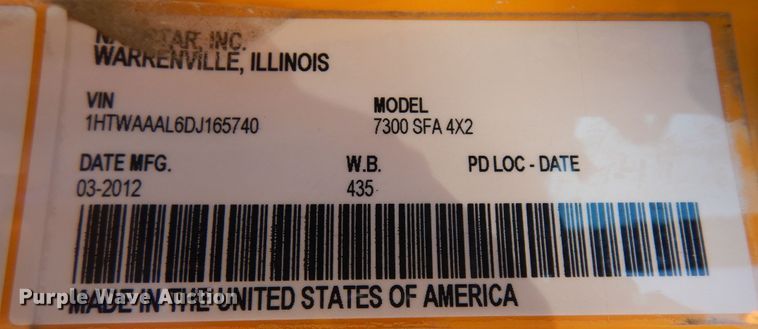 INC.
WARRENVILLE, ILLINOIS
VIN MODEL
1HTWAAAL6DJ165740 7300 SFA 4X2
DATE MFG. W.B. PD LOC - DATE
03-2012 435
Purple Wave Auction
MADE IN THE UNITED STATES OF AMERICA